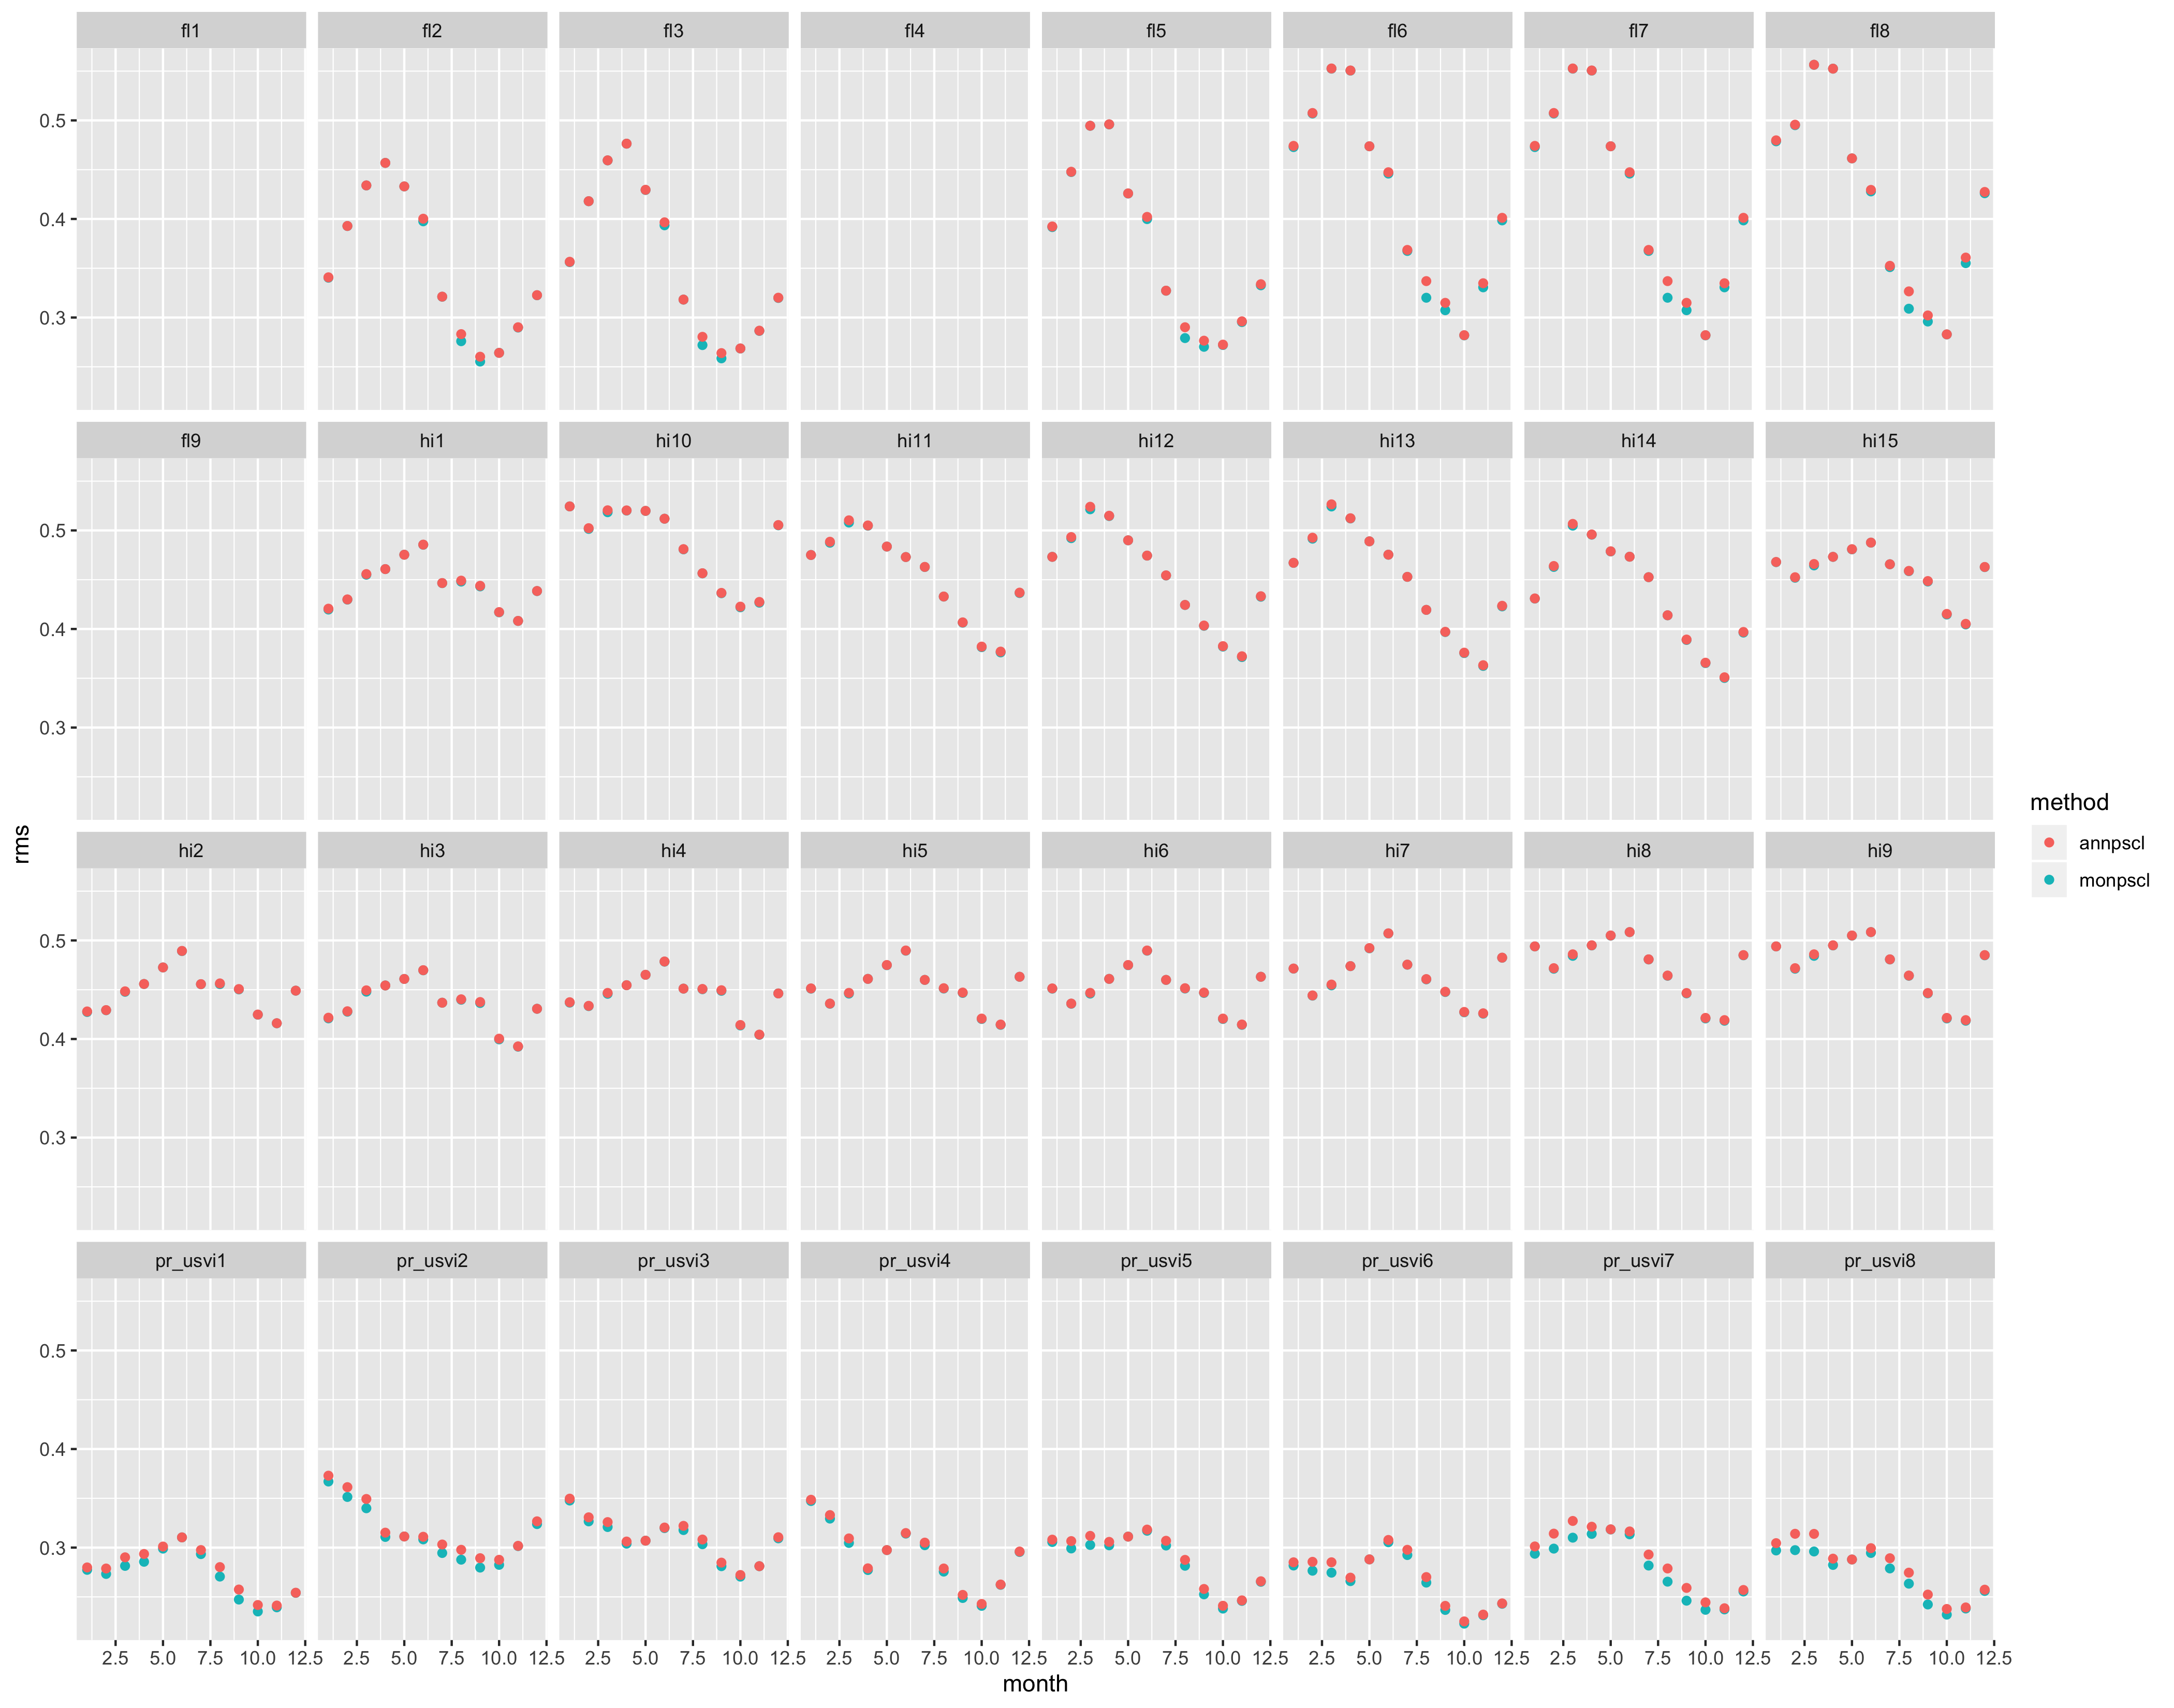 fl1 fl2 fl3 fl4 fl5 fl6 fl7 fl8
0.5
0.4
0.3
fl9 hi1 hi10 hi11 hi12 hi13 hi14 hi15
0.5
0.4
0.3
hi2 hi3 hi4 hi5 hi6 hi7 hi8 hi9
0.5
0.4
0.3
pr_usvi1 pr_usvi2 pr_usvi3 pr_usvi4 pr_usvi5 pr_usvi6 pr_usvi7 pr_usvi8
0.5
0.4
0.3
2.5 5.0 7.5 10.0 12.5 2.5 5.0 7.5 10.0 12.5 2.5 5.0 7.5 10.0 12.5 2.5 5.0 7.5 10.0 12.5 2.5 5.0 7.5 10.0 12.5 2.5 5.0 7.5 10.0 12.5 2.5 5.0 7.5 10.0 12.5 2.5 5.0 7.5 10.0 12.5
month
rms
method
annpscl
monpscl